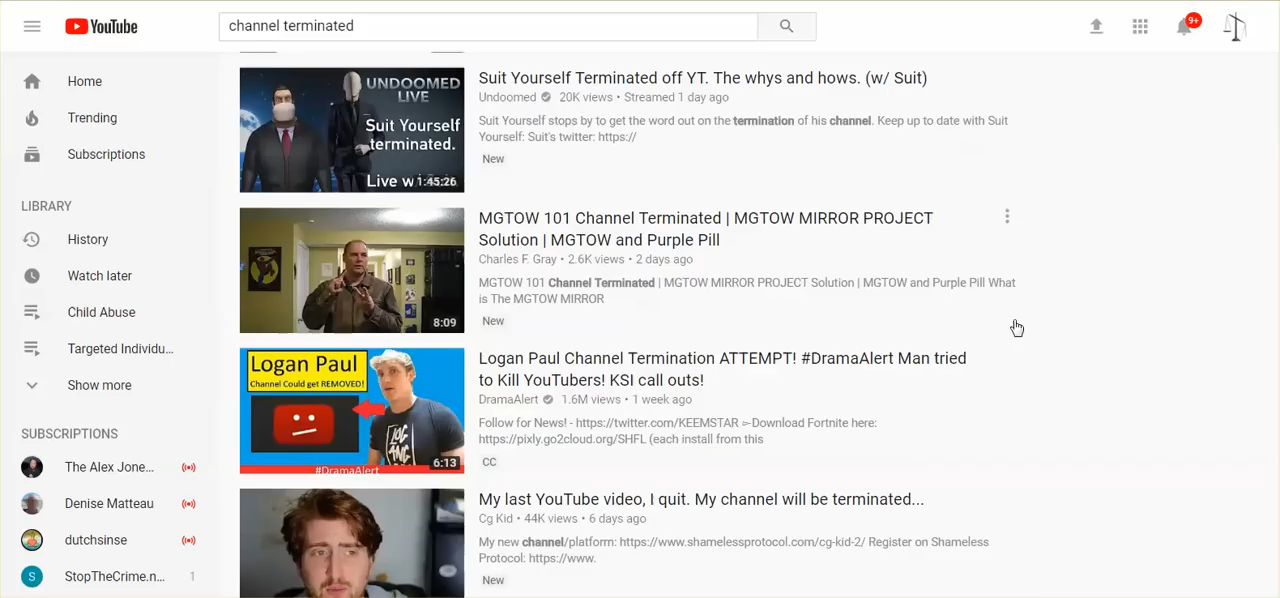 YouTube
channel terminated
9+
Home
Trending
Subscriptions
LIBRARY
History
Watch later
Child Abuse
Targeted Individu...
Show more
SUBSCRIPTIONS
The Alex Jone...
Denise Matteau
dutchsinse
S
StopTheCrime.n...
1
UNDOOMED
LIVE
Suit Yourself
terminated.
Live w
1:45:26
Suit Yourself Terminated off YT. The whys and hows. (w/ Suit)
Undoomed 20K views • Streamed 1 day ago
Suit Yourself stops by to get the word out on the termination of his channel. Keep up to date with Suit
Yourself: Suit's twitter: https://
New
8:09
MGTOW 101 Channel Terminated | MGTOW MIRROR PROJECT
Solution | MGTOW and Purple Pill
Charles F. Gray • 2.6K views • 2 days ago
MGTOW 101 Channel Terminated | MGTOW MIRROR PROJECT Solution | MGTOW and Purple Pill What
is The MGTOW MIRROR
New
Logan Paul
Channel Could get REMOVED!
#DramaAlert
6:13
Logan Paul Channel Termination ATTEMPT! #DramaAlert Man tried
to Kill YouTubers! KSI call outs!
DramaAlert 1.6M views • 1 week ago
Follow for News! - https://twitter.com/KEEMSTAR ►Download Fortnite here:
https://pixly.go2cloud.org/SHFL (each install from this
CC
My last YouTube video, I quit. My channel will be terminated...
Cg Kid • 44K views • 6 days ago
My new channel/platform: https://www.shamelessprotocol.com/cg-kid-2/ Register on Shameless
Protocol: https://www.
New